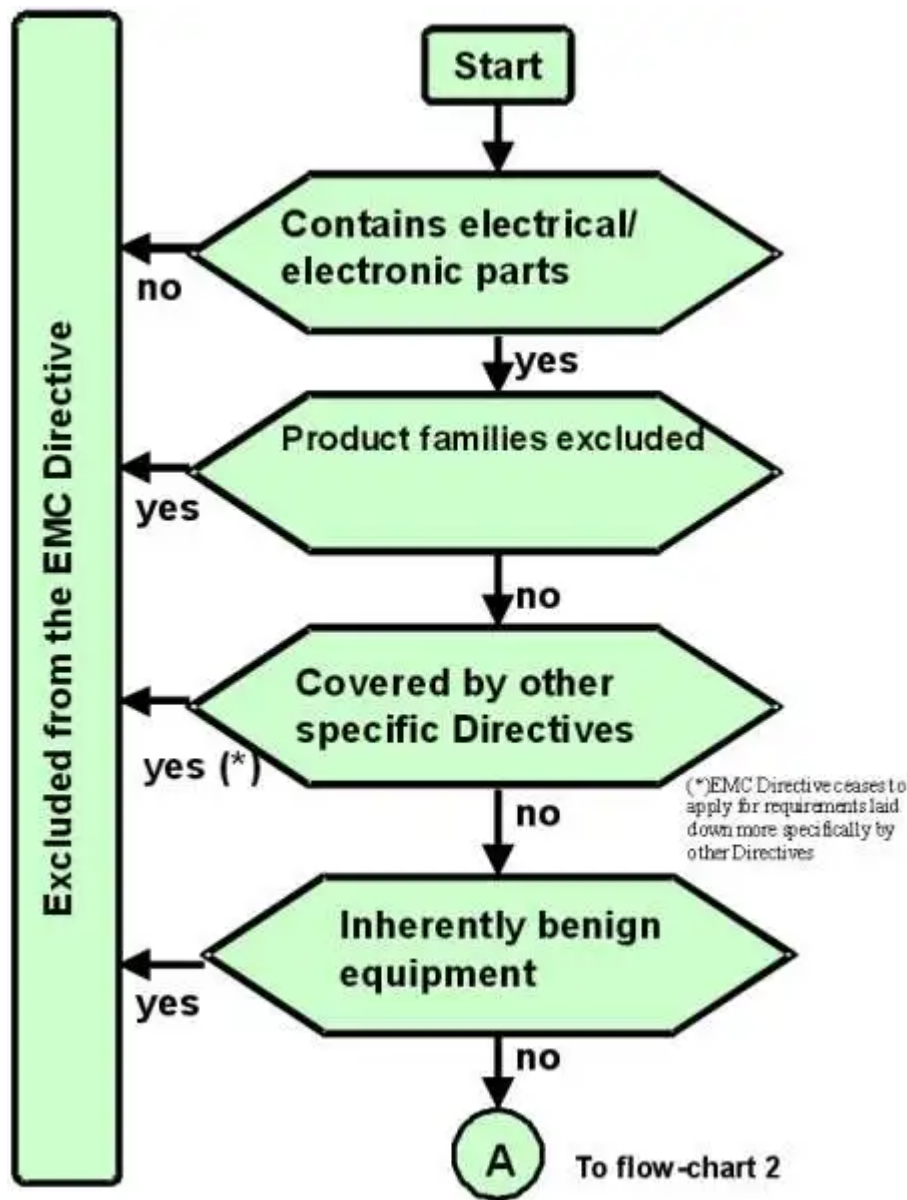 Start
Contains electrical/
electronic parts
no
yes
Product families excluded
yes
no
Covered by other
specific Directives
yes (*)
no
(*)EMC Directive ceases to
apply for requirements laid
down more specifically by
other Directives
Inherently benign
equipment
yes
no
A
To flow-chart 2
Excluded from the EMC Directive